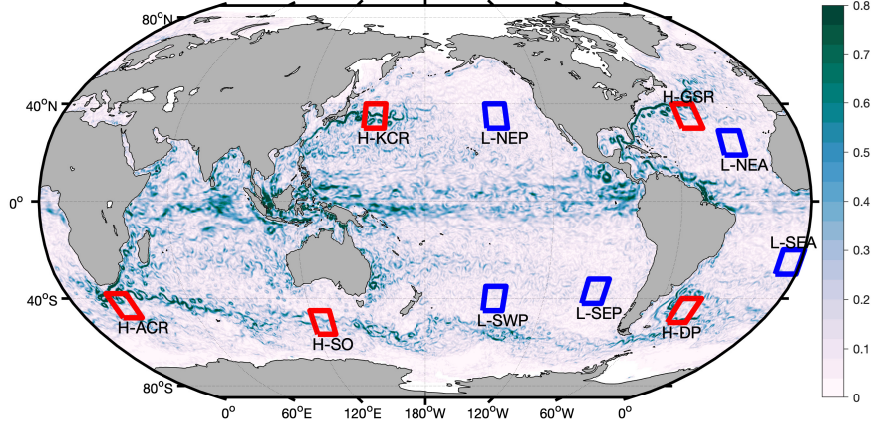 80°N
0.8
0.7
40°N
H-GSR
H-KCR
L-NEP
0.6
L-NEA
0.5
0°
0.4
L-SEA
0.3
40°S
L-SEP
L-SWP
H-ACR
H-DP
0.2
H-SO
0.1
80°S
0
0°
60°E
120°E
180°W
120°W
60°W
0°